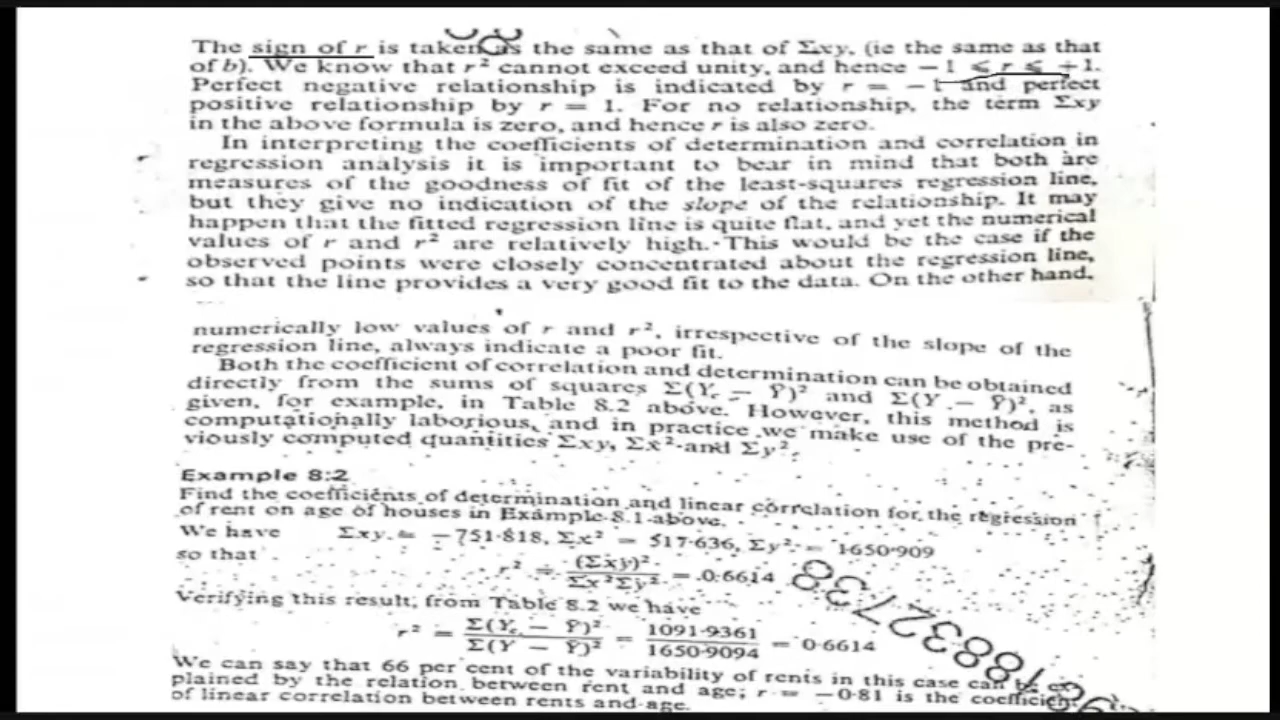 The sign of r is taken as the same as that of Σxy, (ie the same as that
of b). We know that r² cannot exceed unity, and hence −1 ⩽ r ⩽ +1.
Perfect negative relationship is indicated by r = −1 and perfect
positive relationship by r = 1. For no relationship, the term Σxy
in the above formula is zero, and hence r is also zero.
In interpreting the coefficients of determination and correlation in
regression analysis it is important to bear in mind that both are
measures of the goodness of fit of the least-squares regression line,
but they give no indication of the slope of the relationship. It may
happen that the fitted regression line is quite flat, and yet the numerical
values of r and r² are relatively high. This would be the case if the
observed points were closely concentrated about the regression line,
so that the line provides a very good fit to the data. On the other hand,
numerically low values of r and r², irrespective of the slope of the
regression line, always indicate a poor fit.
Both the coefficient of correlation and determination can be obtained
directly from the sums of squares Σ(Yc − Ȳ)² and Σ(Y − Ȳ)², as
given, for example, in Table 8.2 above. However, this method is
computationally laborious, and in practice we make use of the pre-
viously computed quantities Σxy, Σx² and Σy².
Example 8:2
Find the coefficients of determination and linear correlation for the regression
of rent on age of houses in Example 8.1 above.
We have Σxy = −751·818, Σx² = 517·636, Σy² = 1650·909
so that
r² = (Σxy)² / Σx²Σy² = 0·6614
Verifying this result, from Table 8.2 we have
r² = Σ(Yc − Ȳ)² / Σ(Y − Ȳ)² = 1091·9361 / 1650·9094 = 0·6614
We can say that 66 per cent of the variability of rents in this case can
plained by the relation between rent and age; r = −0·81 is the coefficient
of linear correlation between rents and age.